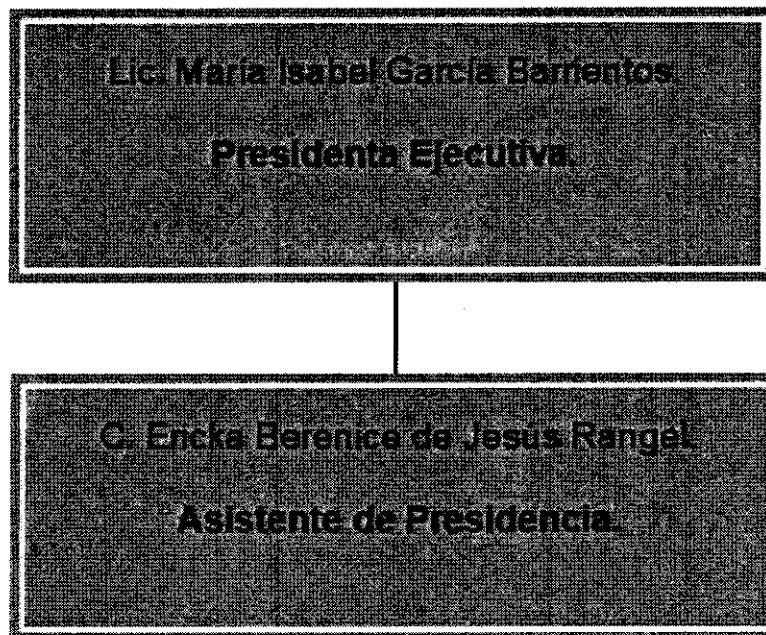 Lic. María Isabel García Barrientos.
Presidenta Ejecutiva.
C. Ericka Berenice de Jesús Rangel.
Asistente de Presidencia.